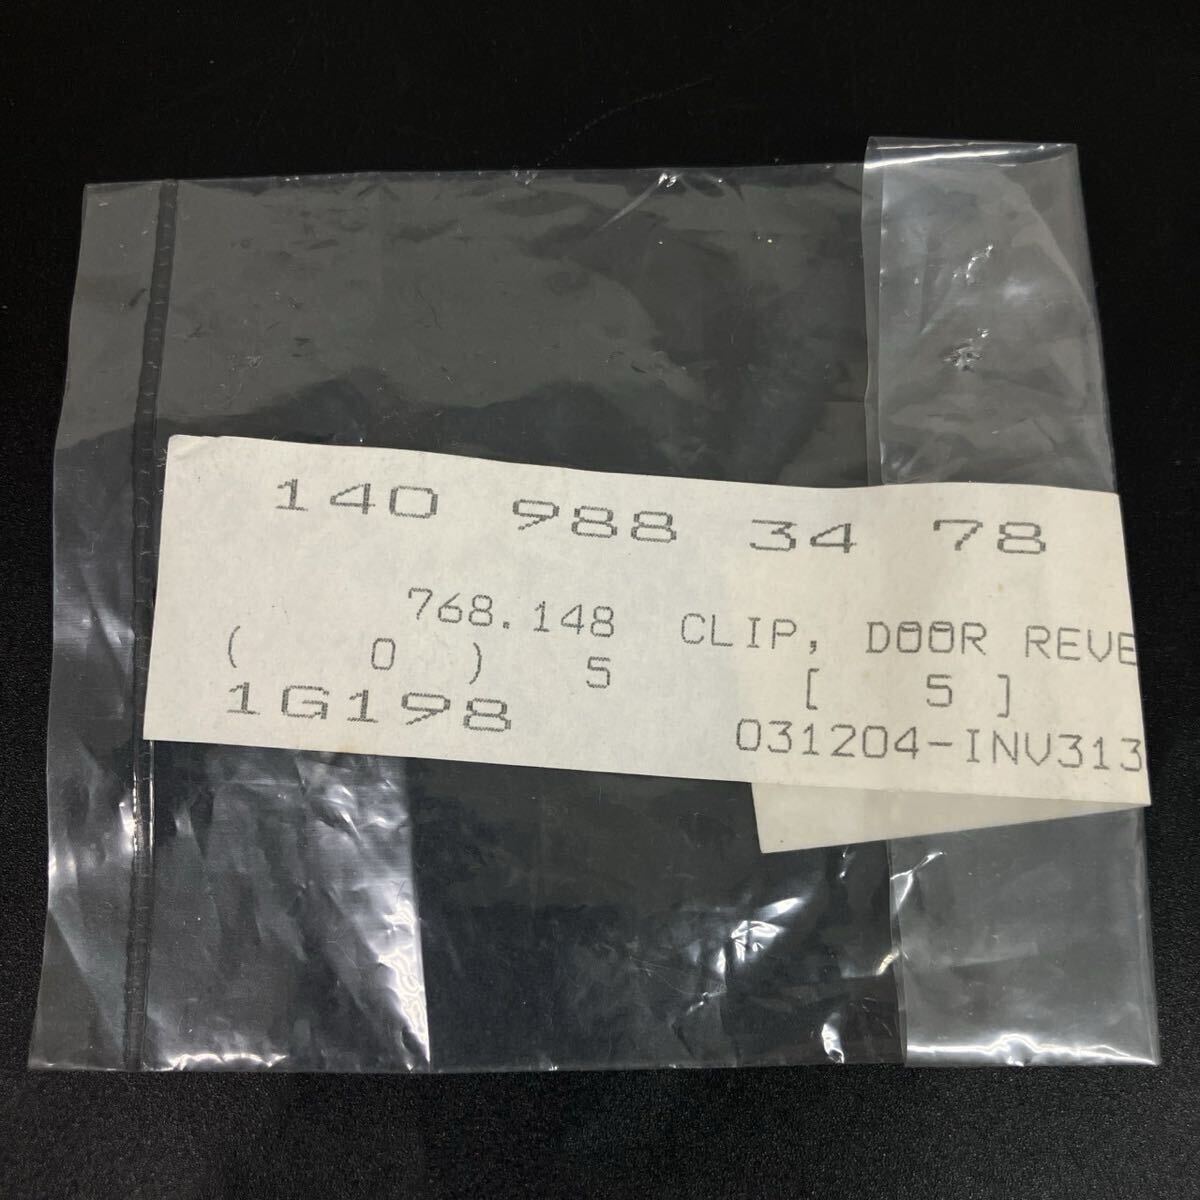 140 988 34 78
768.148 CLIP, DOOR REVE
( 0 ) 5 [ 5 ]
1G198 031204-INV313